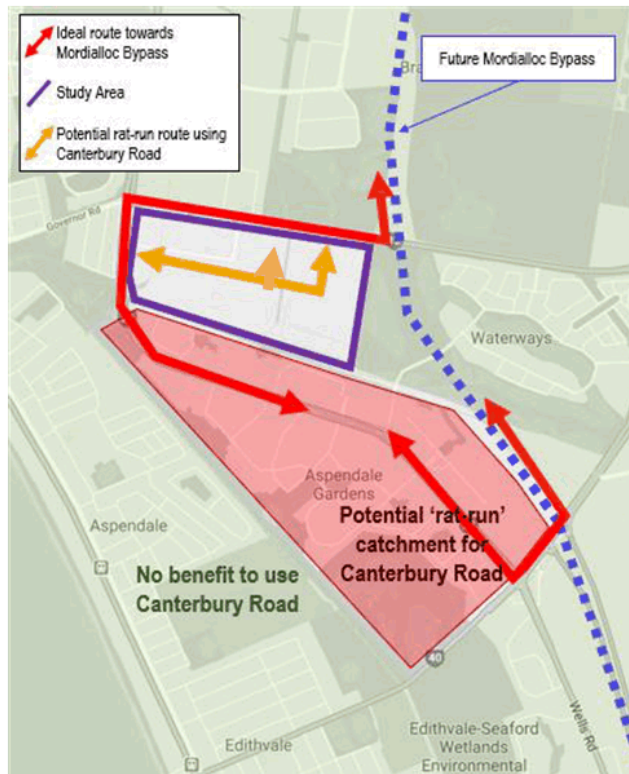 Ideal route towards
Mordialloc Bypass
Study Area
Potential rat-run route using
Canterbury Road
Bra
Future Mordialloc Bypass
Governor Rd
Waterways
Aspendale
Gardens
Potential 'rat-run'
catchment for
Canterbury Road
Aspendale
No benefit to use
Canterbury Road
40
Wells Rd
Edithvale
Edithvale-Seaford
Wetlands
Environmental